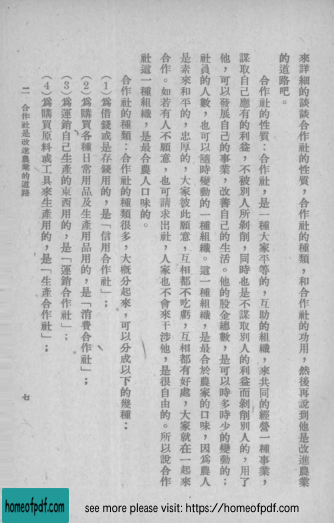 來詳細的談談合作社的性質，合作社的種類，和合作社的功用，然後再說到他是改進農業
的道路吧。
合作社的性質：合作社，是一種大家平等的，互助的組織，來共同的經營一種事業，
謀取自己應有的利益，不被別人所剝削，同時也是不謀取別人的利益而剝削別人的，用了
他，可以發展自己的事業，改善自己的生活。他的股金總數，是可以時多時少的變動的；
社員的人數，也可以隨時變動的一種組織。這一種組織，是最合於農家的口味，因爲農人
是素來和平的，忠厚的，大家彼此願意，互相都不吃虧，互相都有好處，大家就在一起來
合作。如若有人不願意，也可請求出社，人家也不會來干涉他，是很自由的。所以說合作
社這一種組織，是最合農人口味的。
合作社的種類：合作社的種類很多，大概分起來，可以分成以下的幾種：
（1）爲借錢或是存錢用的，是「信用合作社」；
（2）爲購買各種日常用品及生產用品用的，是「消費合作社」；
（3）爲運銷自己生產的東西用的，是「運銷合作社」；
（4）爲購買原料或工具來生產用的，是「生產合作社」；
二 合作社是改進農業的道路
七
homeofpdf.com
see more please visit: https://homeofpdf.com
homeofpdf.com